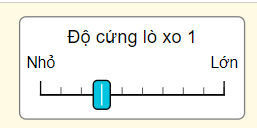 Độ cứng lò xo 1
Nhỏ Lớn